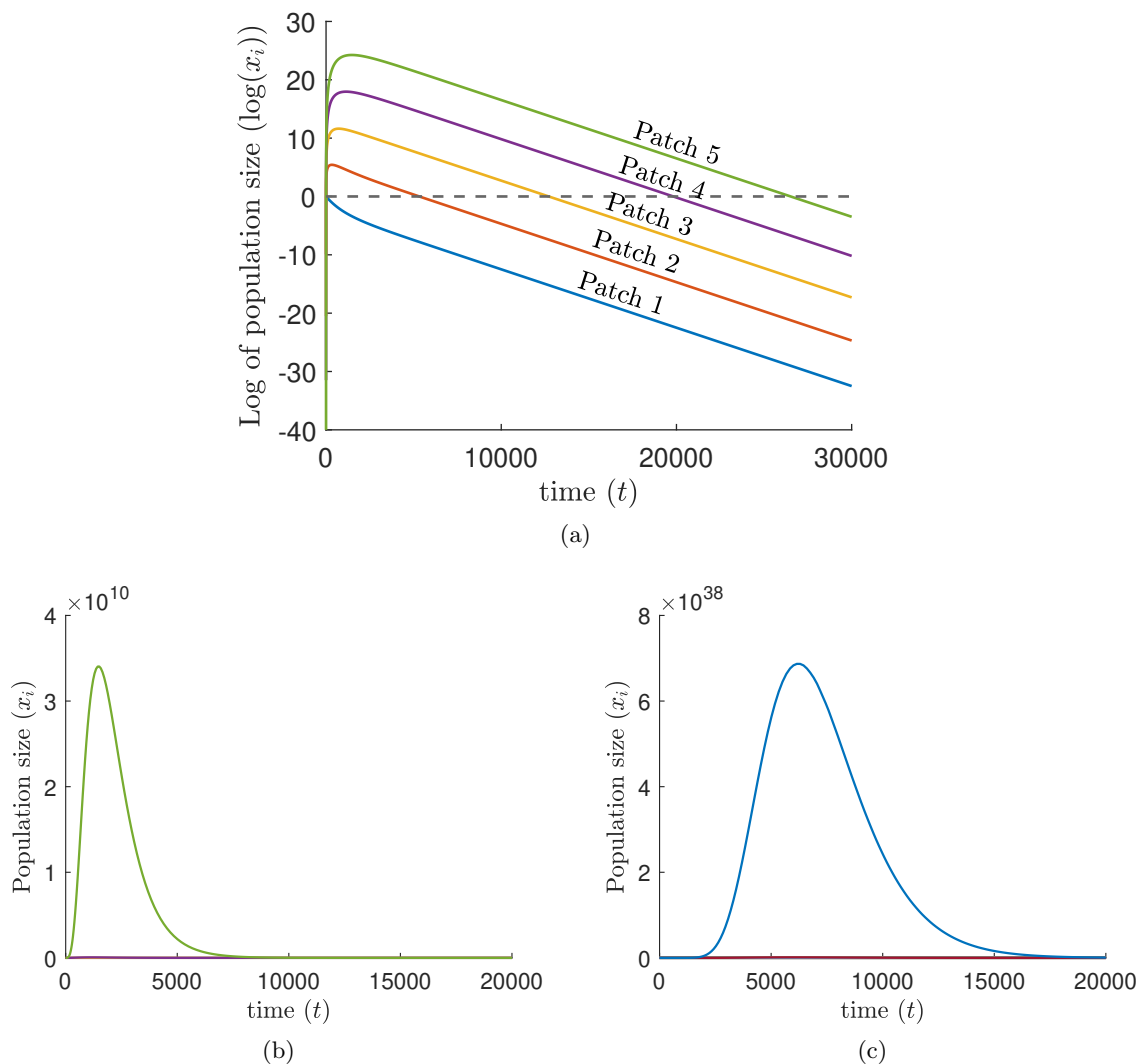 30
20
10
0
-10
-20
-30
-40
Log of population size (log(x_i))
Patch 5
Patch 4
Patch 3
Patch 2
Patch 1
0 10000 20000 30000
time (t)
(a)
×10^10
4
3
2
1
0
Population size (x_i)
0 5000 10000 15000 20000
time (t)
(b)
×10^38
8
6
4
2
0
Population size (x_i)
0 5000 10000 15000 20000
time (t)
(c)